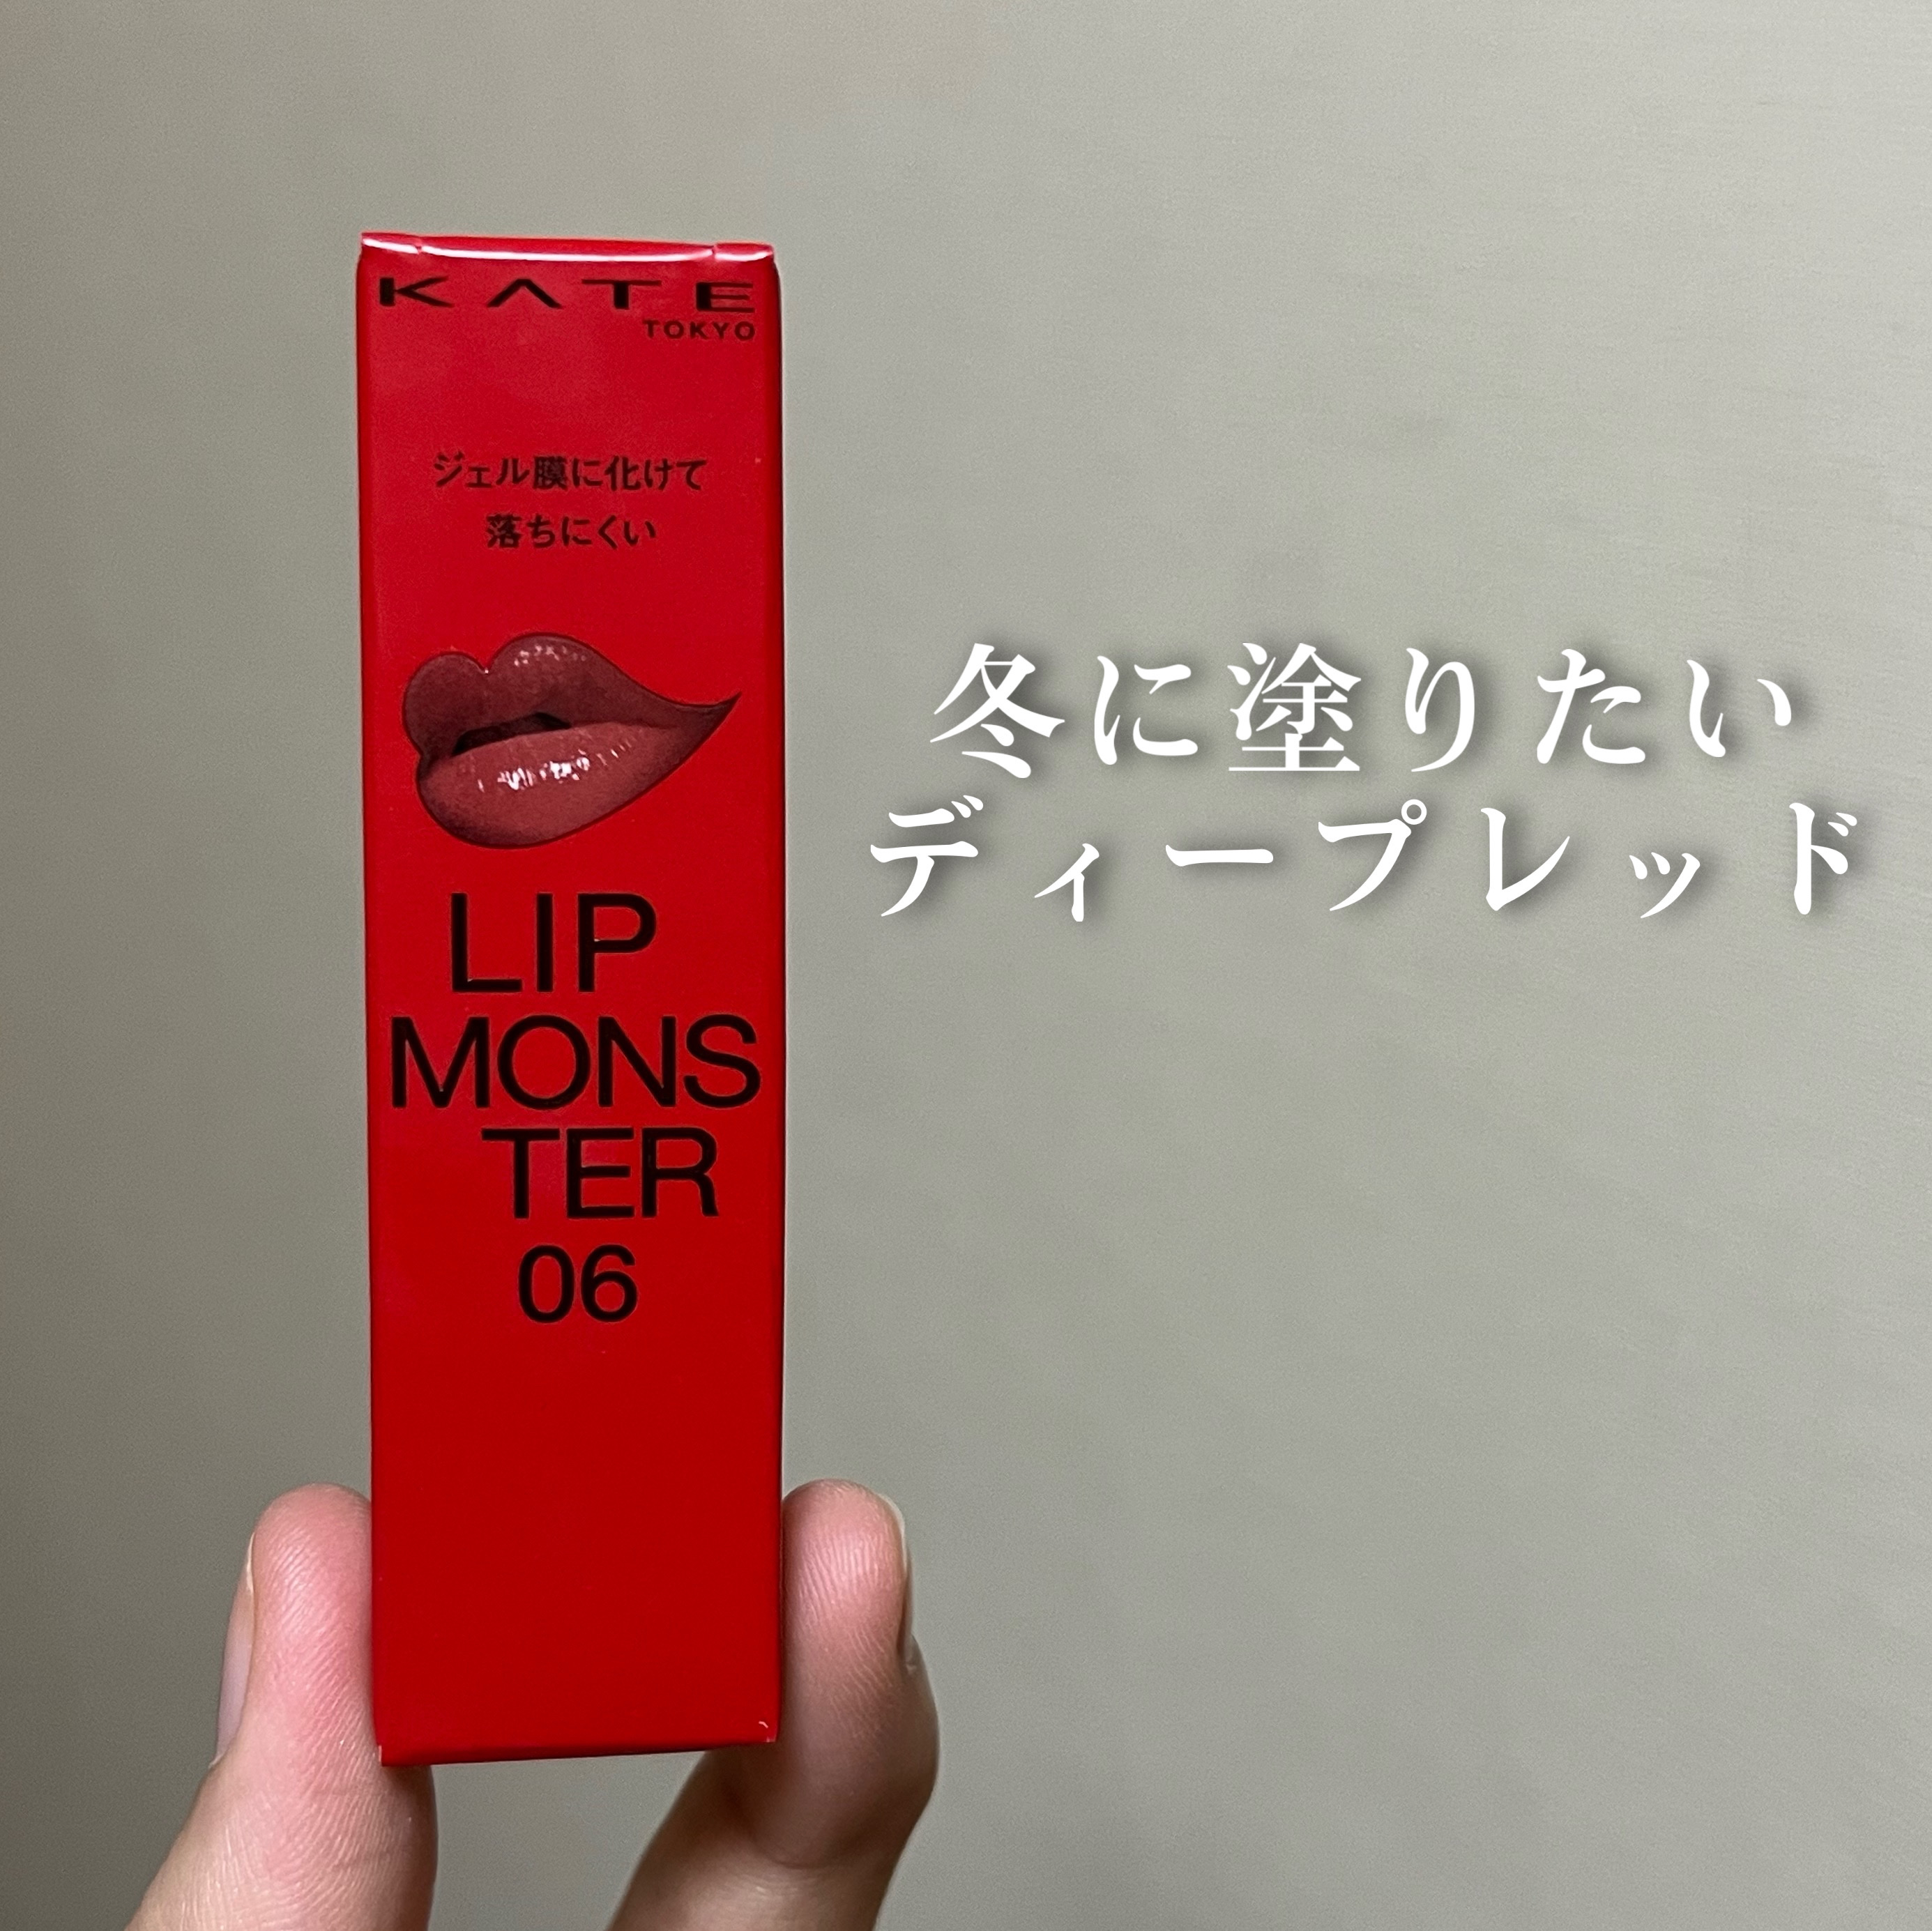 KATE
TOKYO
ジェル膜に化けて
落ちにくい
LIP
MONS
TER
06
冬に塗りたい
ディープレッド